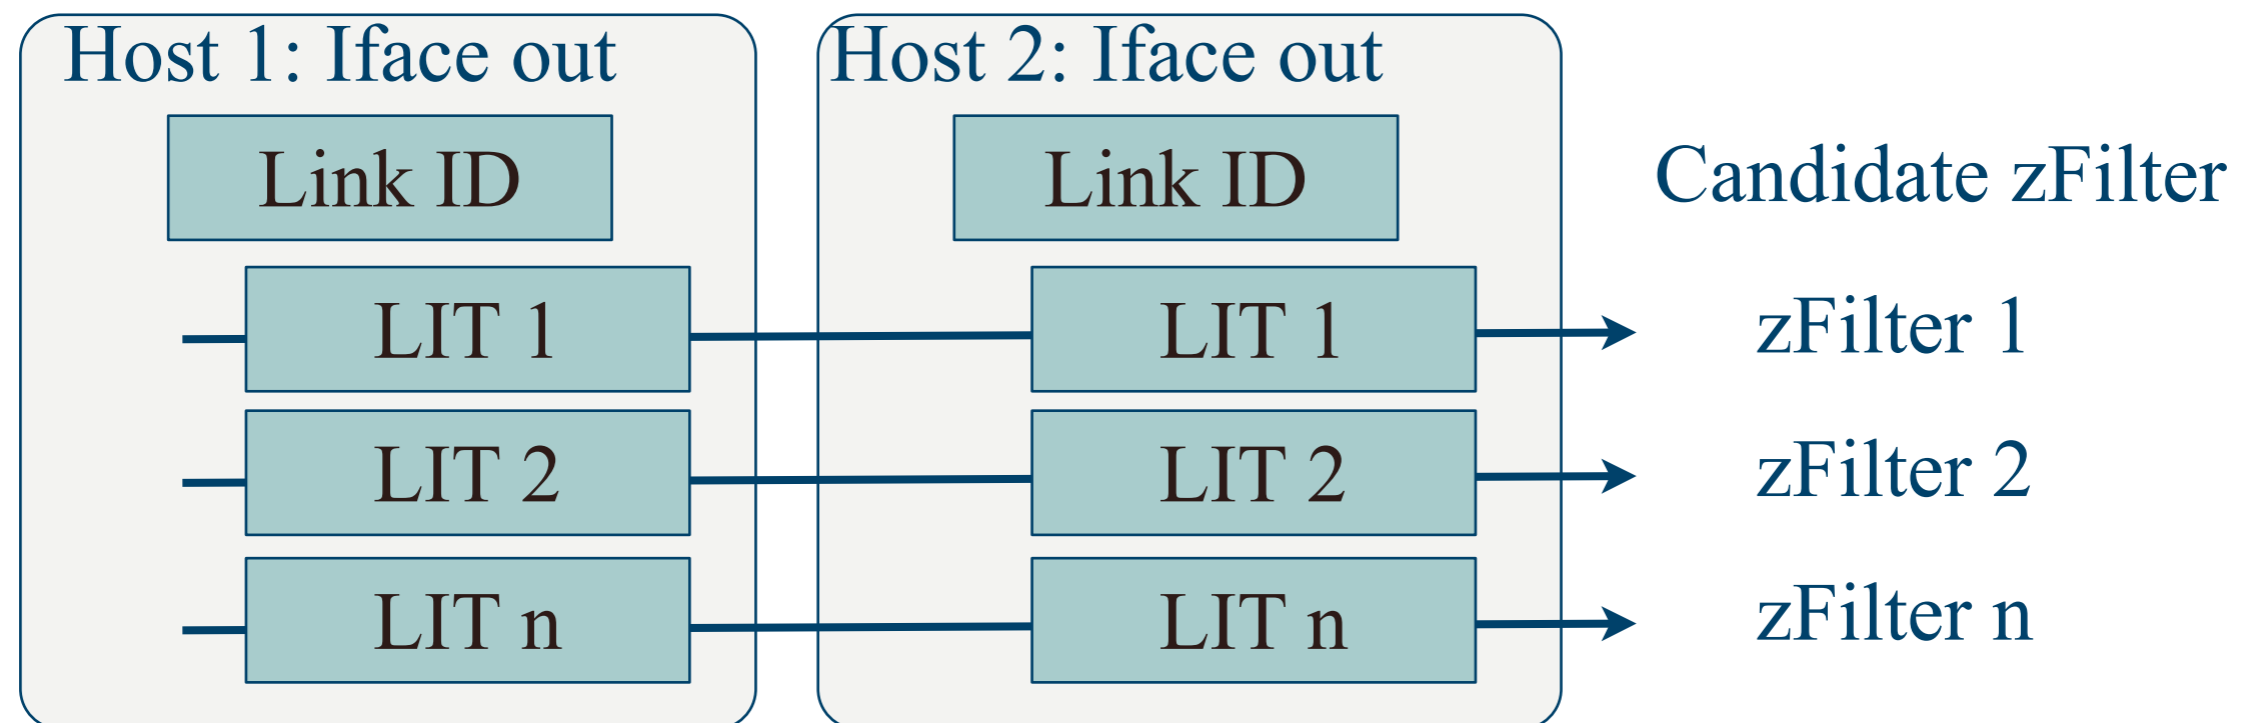 Host 1: Iface out
Host 2: Iface out
Link ID
Link ID
Candidate zFilter
LIT 1
LIT 1
zFilter 1
LIT 2
LIT 2
zFilter 2
LIT n
LIT n
zFilter n